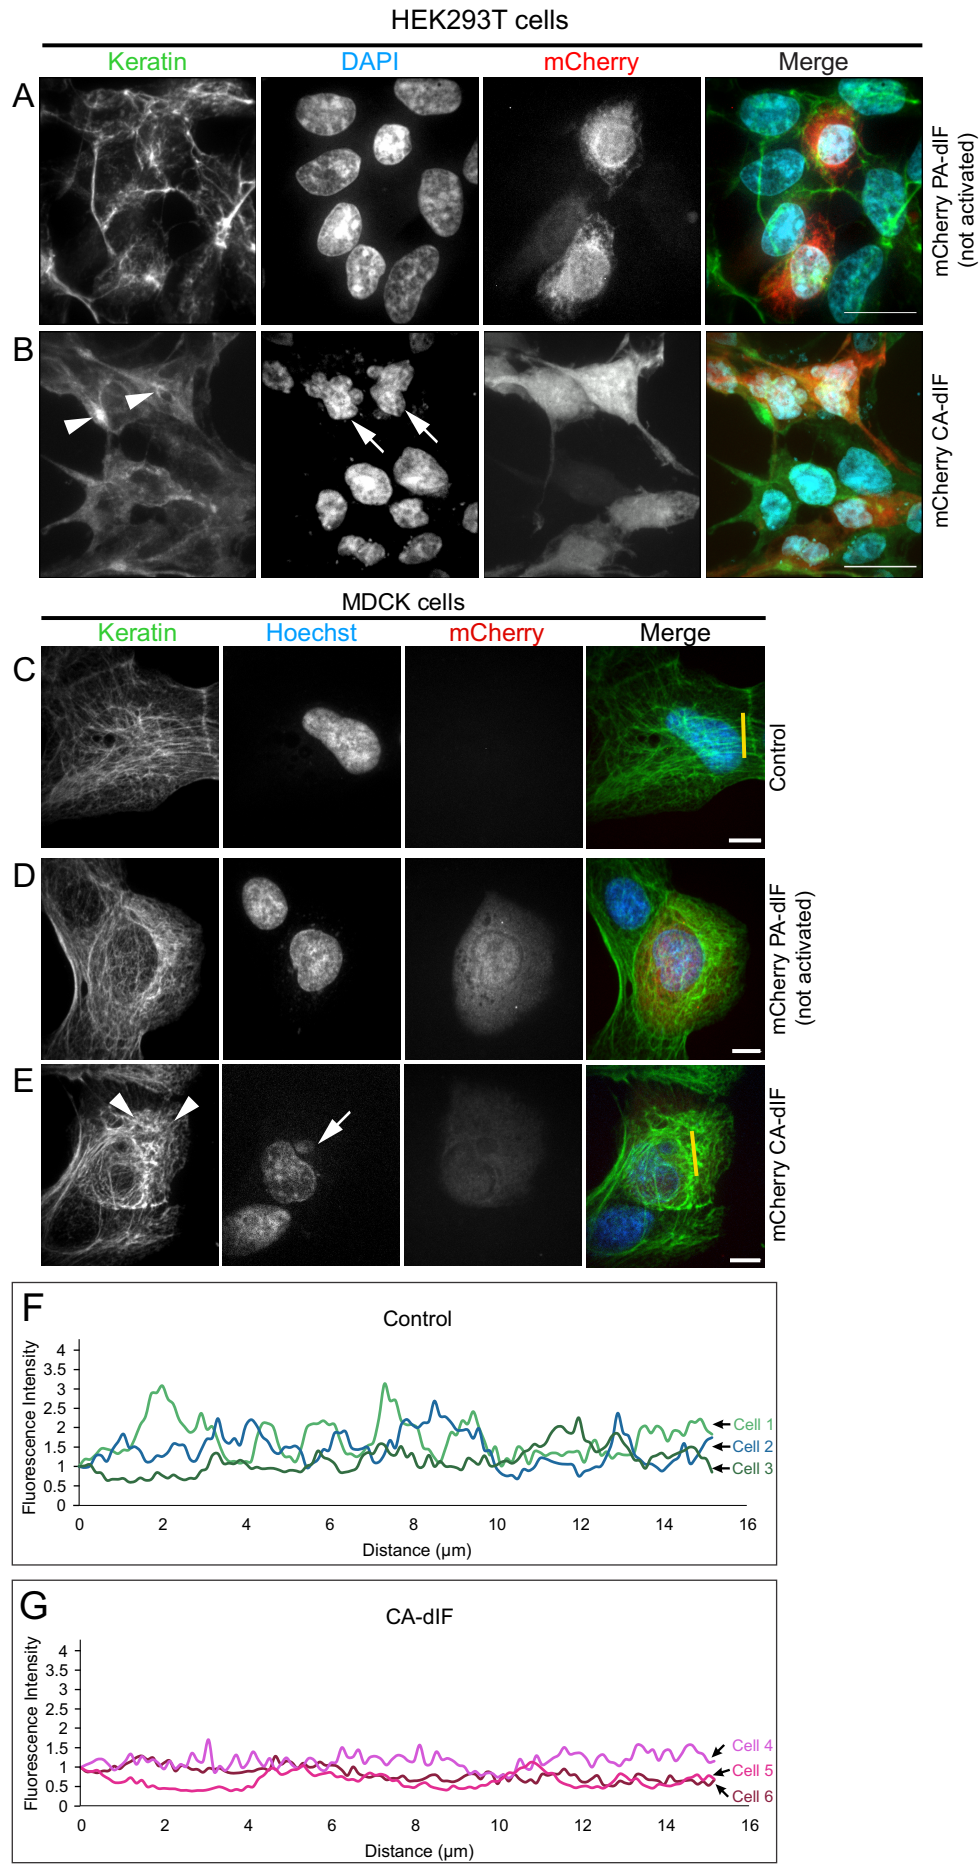 HEK293T cells
Keratin DAPI mCherry Merge
A
mCherry PA-dIF
(not activated)
B
mCherry CA-dIF
MDCK cells
Keratin Hoechst mCherry Merge
C
Control
D
mCherry PA-dIF
(not activated)
E
mCherry CA-dIF
F
Control
Fluorescence Intensity
4
3.5
3
2.5
2
1.5
1
0.5
0
Cell 1
Cell 2
Cell 3
0 2 4 6 8 10 12 14 16
Distance (µm)
G
CA-dIF
Fluorescence Intensity
4
3.5
3
2.5
2
1.5
1
0.5
0
Cell 4
Cell 5
Cell 6
0 2 4 6 8 10 12 14 16
Distance (µm)